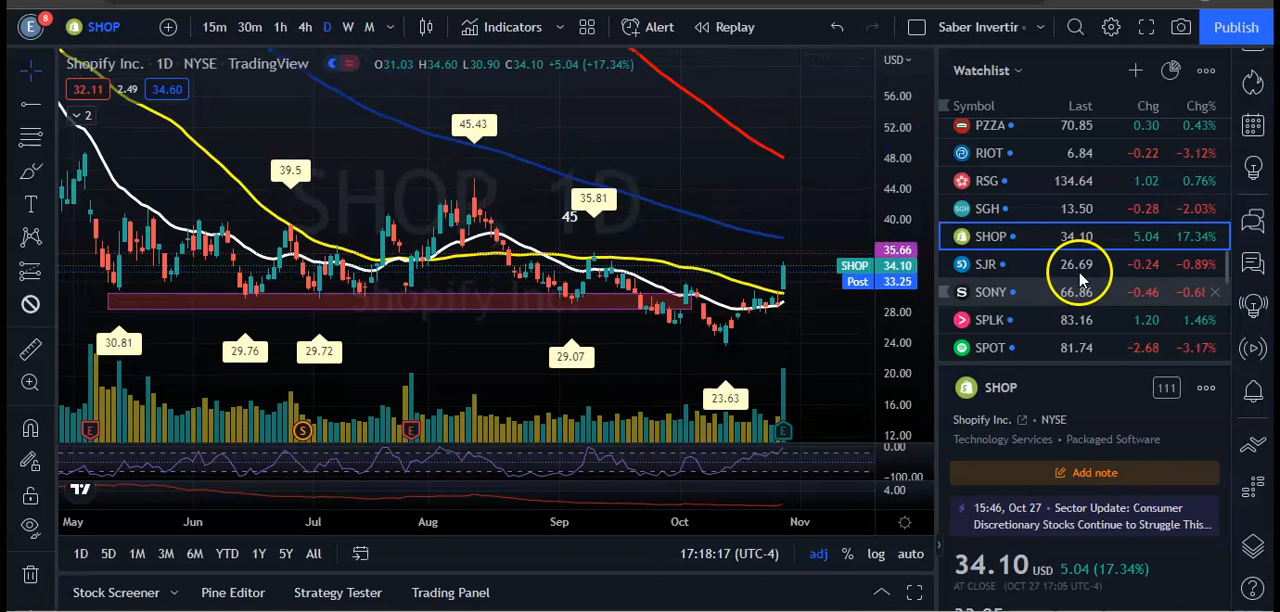 E 8 SHOP 15m 30m 1h 4h D W M Indicators Alert Replay Saber Invertir Publish
Shopify Inc. · 1D · NYSE TradingView O31.03 H34.60 L30.90 C34.10 +5.04 (+17.34%) USD
32.11 2.49 34.60
2
SHOP 1D
Shopify Inc.
45.43
39.5
35.81
45
30.81
29.76
29.72
29.07
23.63
56.00
52.00
48.00
44.00
40.00
35.66
SHOP 34.10
Post 33.25
28.00
24.00
20.00
16.00
12.00
0.00
−100.00
4.00
E S E E
May Jun Jul Aug Sep Oct Nov
1D 5D 1M 3M 6M YTD 1Y 5Y All 17:18:17 (UTC-4) adj % log auto
Stock Screener Pine Editor Strategy Tester Trading Panel
Watchlist
Symbol Last Chg Chg%
PZZA 70.85 0.30 0.43%
RIOT 6.84 −0.22 −3.12%
RSG 134.64 1.02 0.76%
SGH 13.50 −0.28 −2.03%
SHOP 34.10 5.04 17.34%
SJR 26.69 −0.24 −0.89%
SONY 66.86 −0.46 −0.68
SPLK 83.16 1.20 1.46%
SPOT 81.74 −2.68 −3.17%
SHOP 111
Shopify Inc. · NYSE
Technology Services · Packaged Software
Add note
15:46, Oct 27 · Sector Update: Consumer
Discretionary Stocks Continue to Struggle This...
34.10 USD 5.04 (17.34%)
AT CLOSE (OCT 27 17:05 UTC-4)